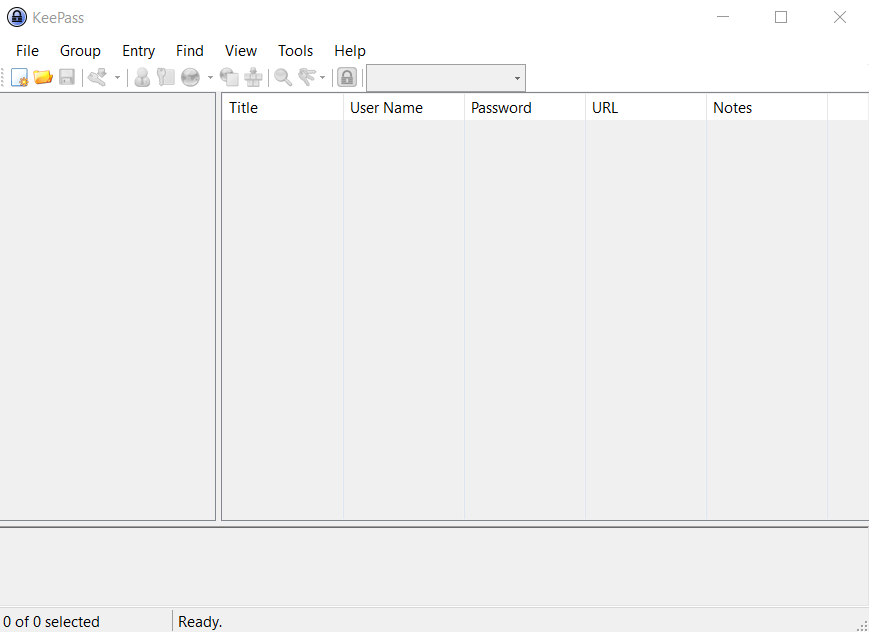 KeePass
File Group Entry Find View Tools Help
Title User Name Password URL Notes
0 of 0 selected Ready.